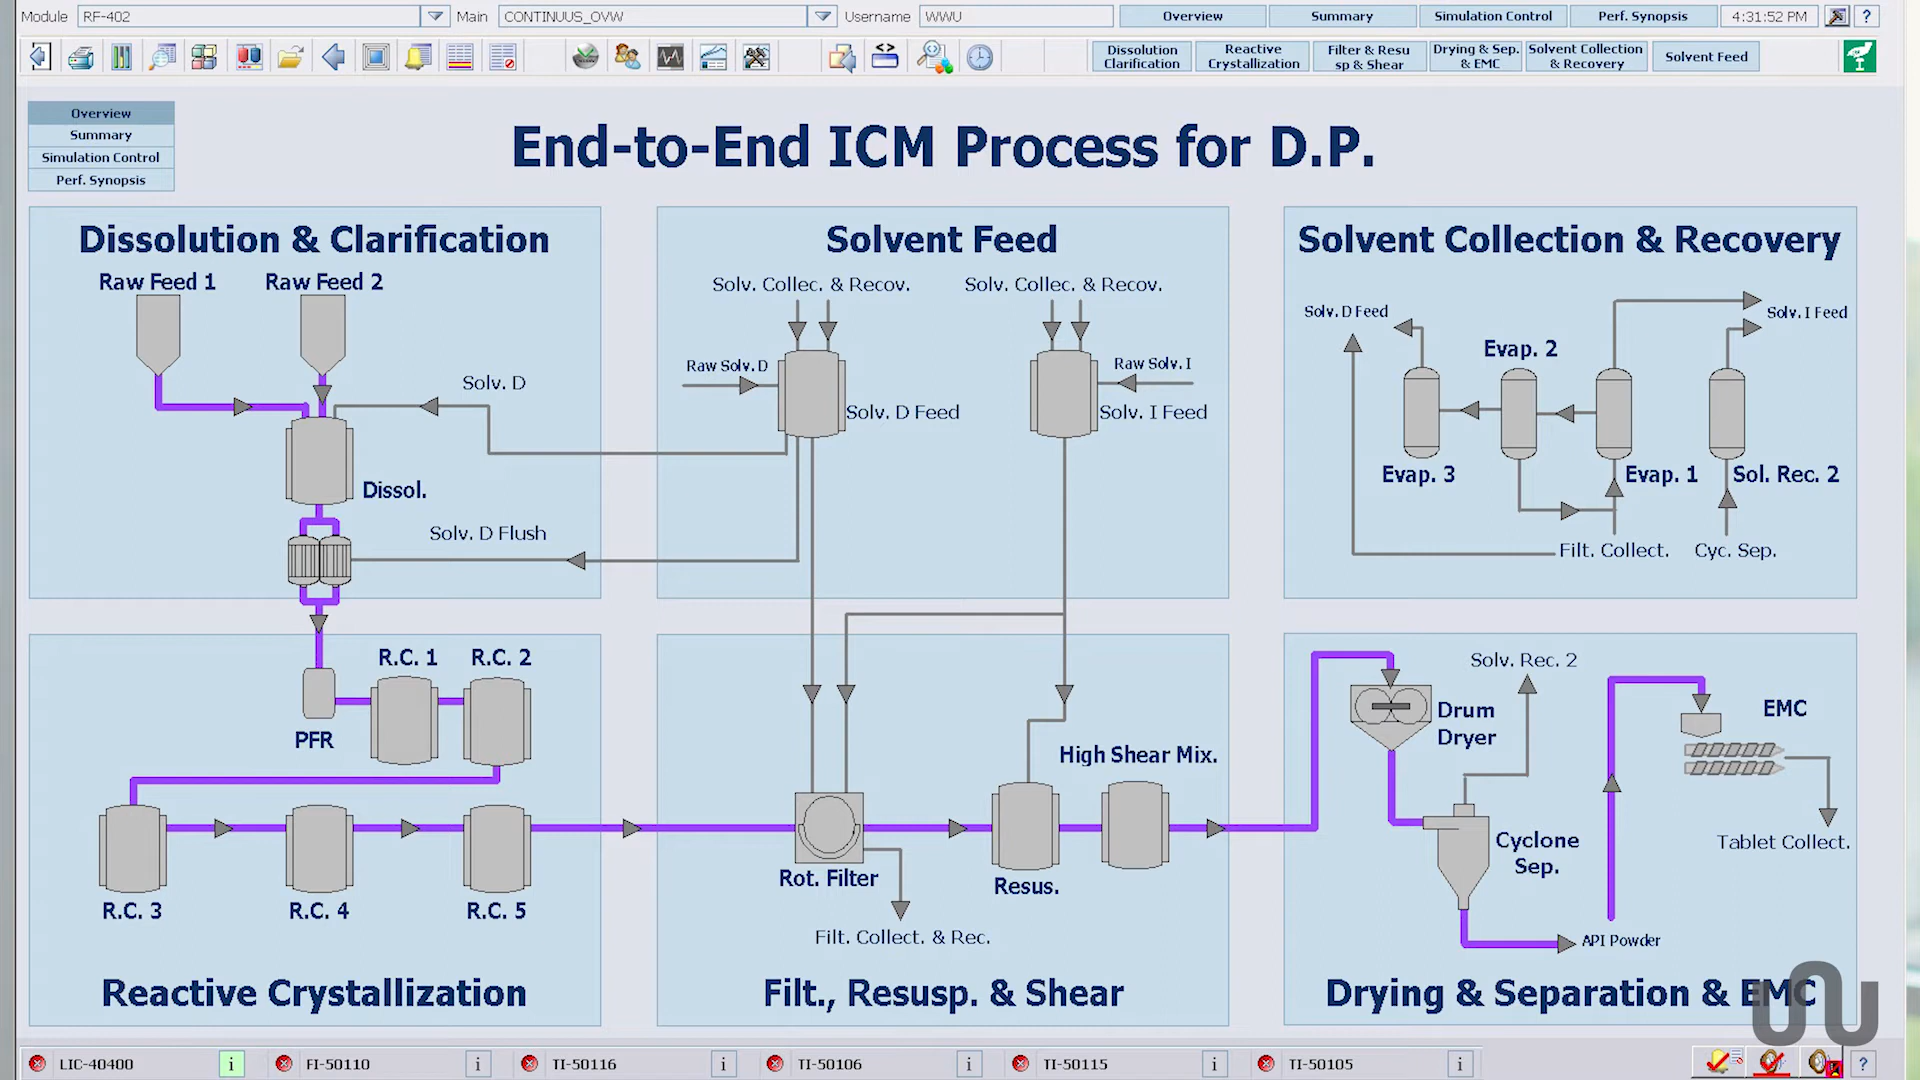 Module RF-402 Main CONTINUUS_OVW Username WWU Overview Summary Simulation Control Perf. Synopsis 4:31:52 PM ?
Dissolution Clarification
Reactive Crystallization
Filter & Resu
sp & Shear
Drying & Sep.
& EMC
Solvent Collection
& Recovery
Solvent Feed
Overview
Summary
Simulation Control
Perf. Synopsis
End-to-End ICM Process for D.P.
Dissolution & Clarification
Raw Feed 1
Raw Feed 2
Solv. D
Dissol.
Solv. D Flush
Solvent Feed
Solv. Collec. & Recov.
Solv. Collec. & Recov.
Raw Solv. D
Raw Solv. I
Solv. D Feed
Solv. I Feed
Solvent Collection & Recovery
Solv. D Feed
Solv. I Feed
Evap. 2
Evap. 3
Evap. 1
Sol. Rec. 2
Filt. Collect.
Cyc. Sep.
R.C. 1
R.C. 2
PFR
R.C. 3
R.C. 4
R.C. 5
Reactive Crystallization
High Shear Mix.
Rot. Filter
Resus.
Filt. Collect. & Rec.
Filt., Resusp. & Shear
Solv. Rec. 2
Drum
Dryer
EMC
Cyclone
Sep.
Tablet Collect.
API Powder
Drying & Separation & EMC
LIC-40400 i FI-50110 i TI-50116 i TI-50106 i TI-50115 i TI-50105 i ?